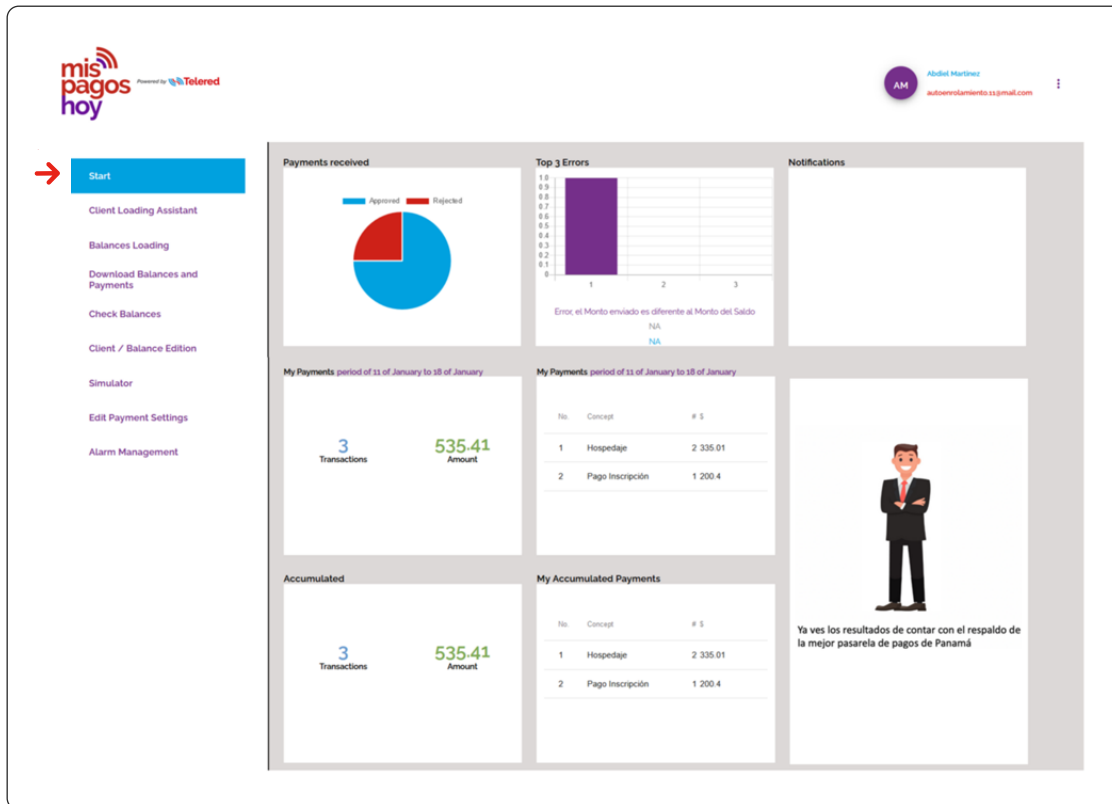 mis
pagos
hoy
Powered by Telered
AM
Abdiel Martinez
autoenrolamiento.11@mail.com
Start
Client Loading Assistant
Balances Loading
Download Balances and
Payments
Check Balances
Client / Balance Edition
Simulator
Edit Payment Settings
Alarm Management
Payments received
Approved Rejected
Top 3 Errors
1.0
0.9
0.8
0.7
0.6
0.5
0.4
0.3
0.2
0.1
0
1 2 3
Error, el Monto enviado es diferente al Monto del Saldo
NA
NA
Notifications
My Payments period of 11 of January to 18 of January
3 535.41
Transactions Amount
My Payments period of 11 of January to 18 of January
No. Concept # $
1 Hospedaje 2 335.01
2 Pago Inscripción 1 200.4
Accumulated
3 535.41
Transactions Amount
My Accumulated Payments
No. Concept # $
1 Hospedaje 2 335.01
2 Pago Inscripción 1 200.4
Ya ves los resultados de contar con el respaldo de
la mejor pasarela de pagos de Panamá